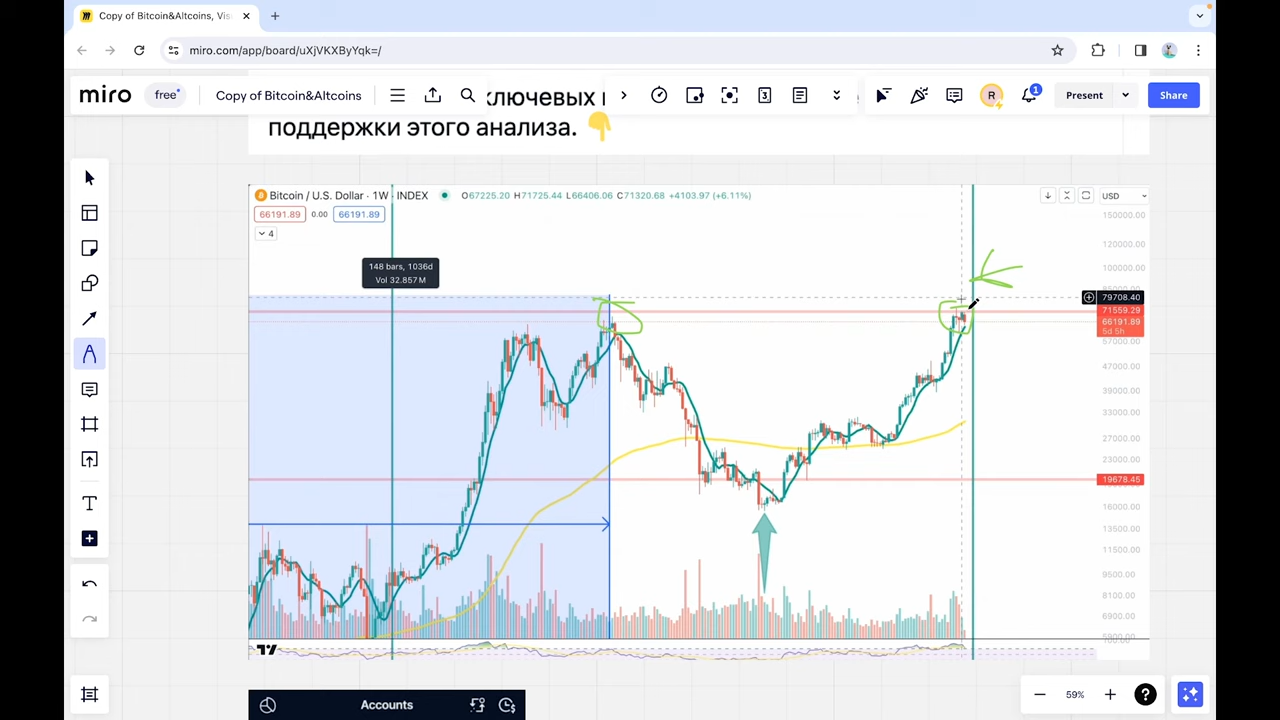 Copy of Bitcoin&Altcoins, Vis
miro.com/app/board/uXjVKXByYqk=/
miro
free
Copy of Bitcoin&Altcoins
3
R
1
Present
Share
ключевых
поддержки этого анализа. 👇
Bitcoin / U.S. Dollar · 1W · INDEX
O67225.20 H71725.44 L66406.06 C71320.68 +4103.97 (+6.11%)
USD
66191.89 0.00 66191.89
4
148 bars, 1036d
Vol 32.857 M
150000.00
120000.00
100000.00
79708.40
71559.29
66191.89
5d 5h
57000.00
47000.00
39000.00
33000.00
27000.00
23000.00
19678.45
16000.00
13500.00
11500.00
9500.00
8100.00
6900.00
T
Accounts
59%
?